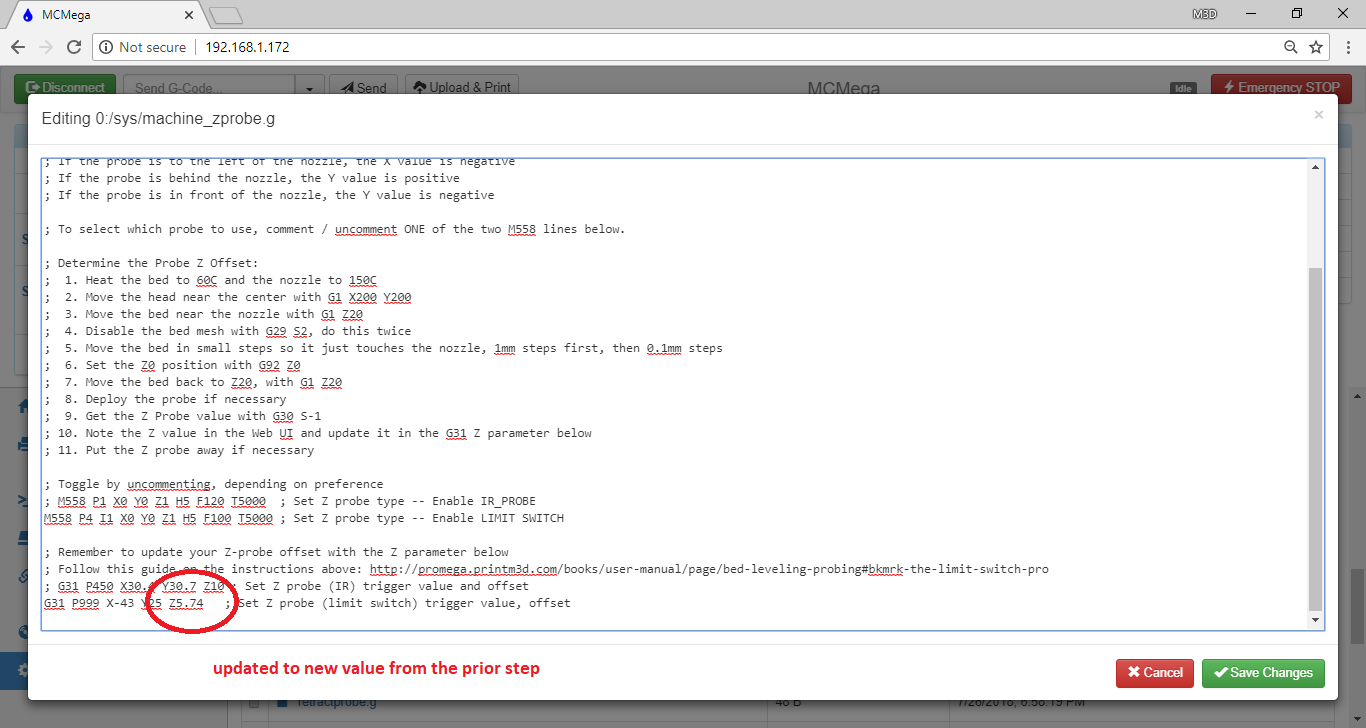 MCMega
M3D
Not secure
192.168.1.172
Disconnect
Send G-Code...
Send
Upload & Print
MCMega
Idle
Emergency STOP
Editing 0:/sys/machine_zprobe.g
×
; If the probe is to the left of the nozzle, the X value is negative
; If the probe is behind the nozzle, the Y value is positive
; If the probe is in front of the nozzle, the Y value is negative
; To select which probe to use, comment / uncomment ONE of the two M558 lines below.
; Determine the Probe Z Offset:
;  1. Heat the bed to 60C and the nozzle to 150C
;  2. Move the head near the center with G1 X200 Y200
;  3. Move the bed near the nozzle with G1 Z20
;  4. Disable the bed mesh with G29 S2, do this twice
;  5. Move the bed in small steps so it just touches the nozzle, 1mm steps first, then 0.1mm steps
;  6. Set the Z0 position with G92 Z0
;  7. Move the bed back to Z20, with G1 Z20
;  8. Deploy the probe if necessary
;  9. Get the Z Probe value with G30 S-1
; 10. Note the Z value in the Web UI and update it in the G31 Z parameter below
; 11. Put the Z probe away if necessary
; Toggle by uncommenting, depending on preference
; M558 P1 X0 Y0 Z1 H5 F120 T5000  ; Set Z probe type -- Enable IR_PROBE
M558 P4 I1 X0 Y0 Z1 H5 F100 T5000 ; Set Z probe type -- Enable LIMIT SWITCH
; Remember to update your Z-probe offset with the Z parameter below
; Follow this guide on the instructions above: http://promega.printm3d.com/books/user-manual/page/bed-leveling-probing#bkmrk-the-limit-switch-pro
; G31 P450 X30.4 Y30.7 Z10 ; Set Z probe (IR) trigger value and offset
G31 P999 X-43 Y25 Z5.74   ; Set Z probe (limit switch) trigger value, offset
updated to new value from the prior step
Cancel
Save Changes
retractprobe.g
48 B
7/26/2018, 6:58:19 PM